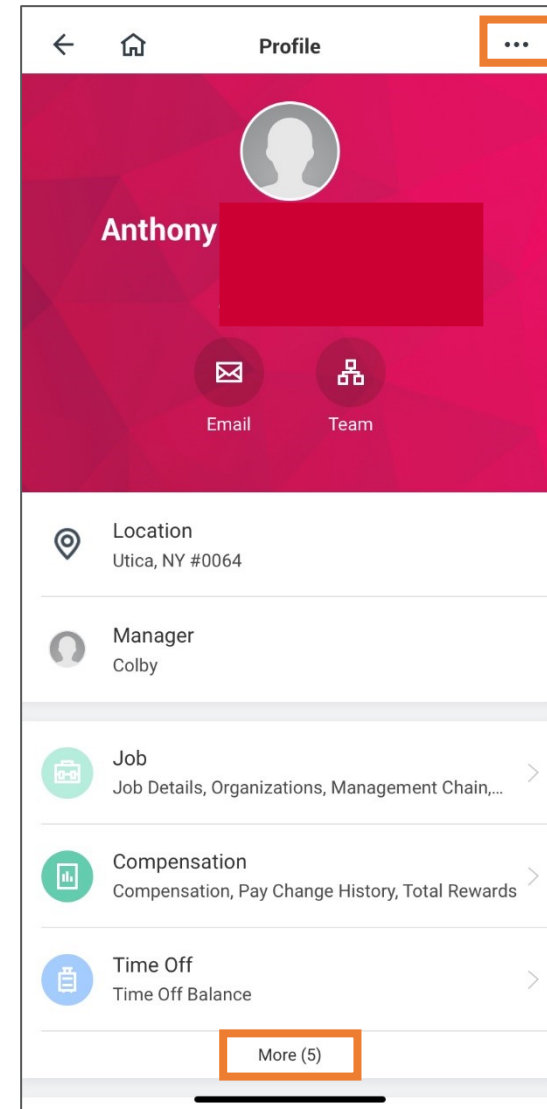 Profile
Anthony
Email
Team
Location
Utica, NY #0064
Manager
Colby
Job
Job Details, Organizations, Management Chain,...
Compensation
Compensation, Pay Change History, Total Rewards
Time Off
Time Off Balance
More (5)